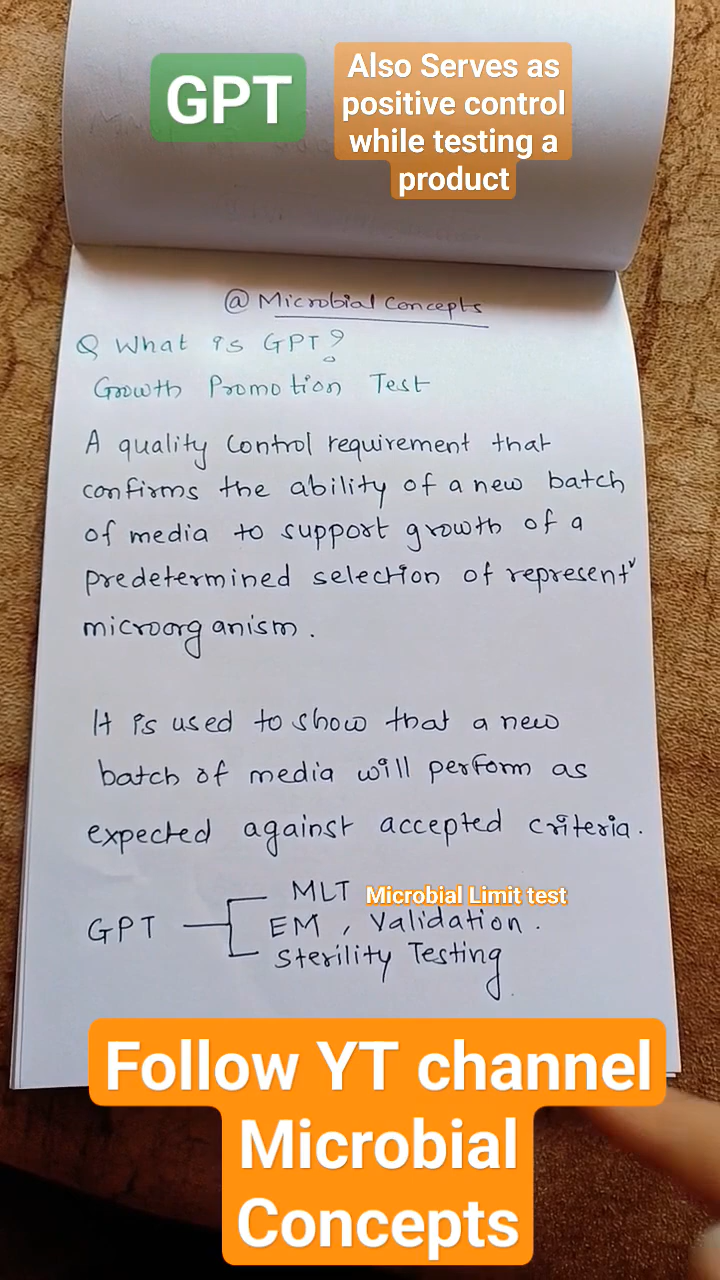 GPT
Also Serves as
positive control
while testing a
product
@ Microbial Concepts
Q What is GPT?
Growth Promotion Test
A quality control requirement that
confirms the ability of a new batch
of media to support growth of a
predetermined selection of represent
microorganism.
It is used to show that a new
batch of media will perform as
expected against accepted criteria.
MLT Microbial Limit test
GPT EM, Validation.
Sterility Testing
Follow YT channel
Microbial
Concepts